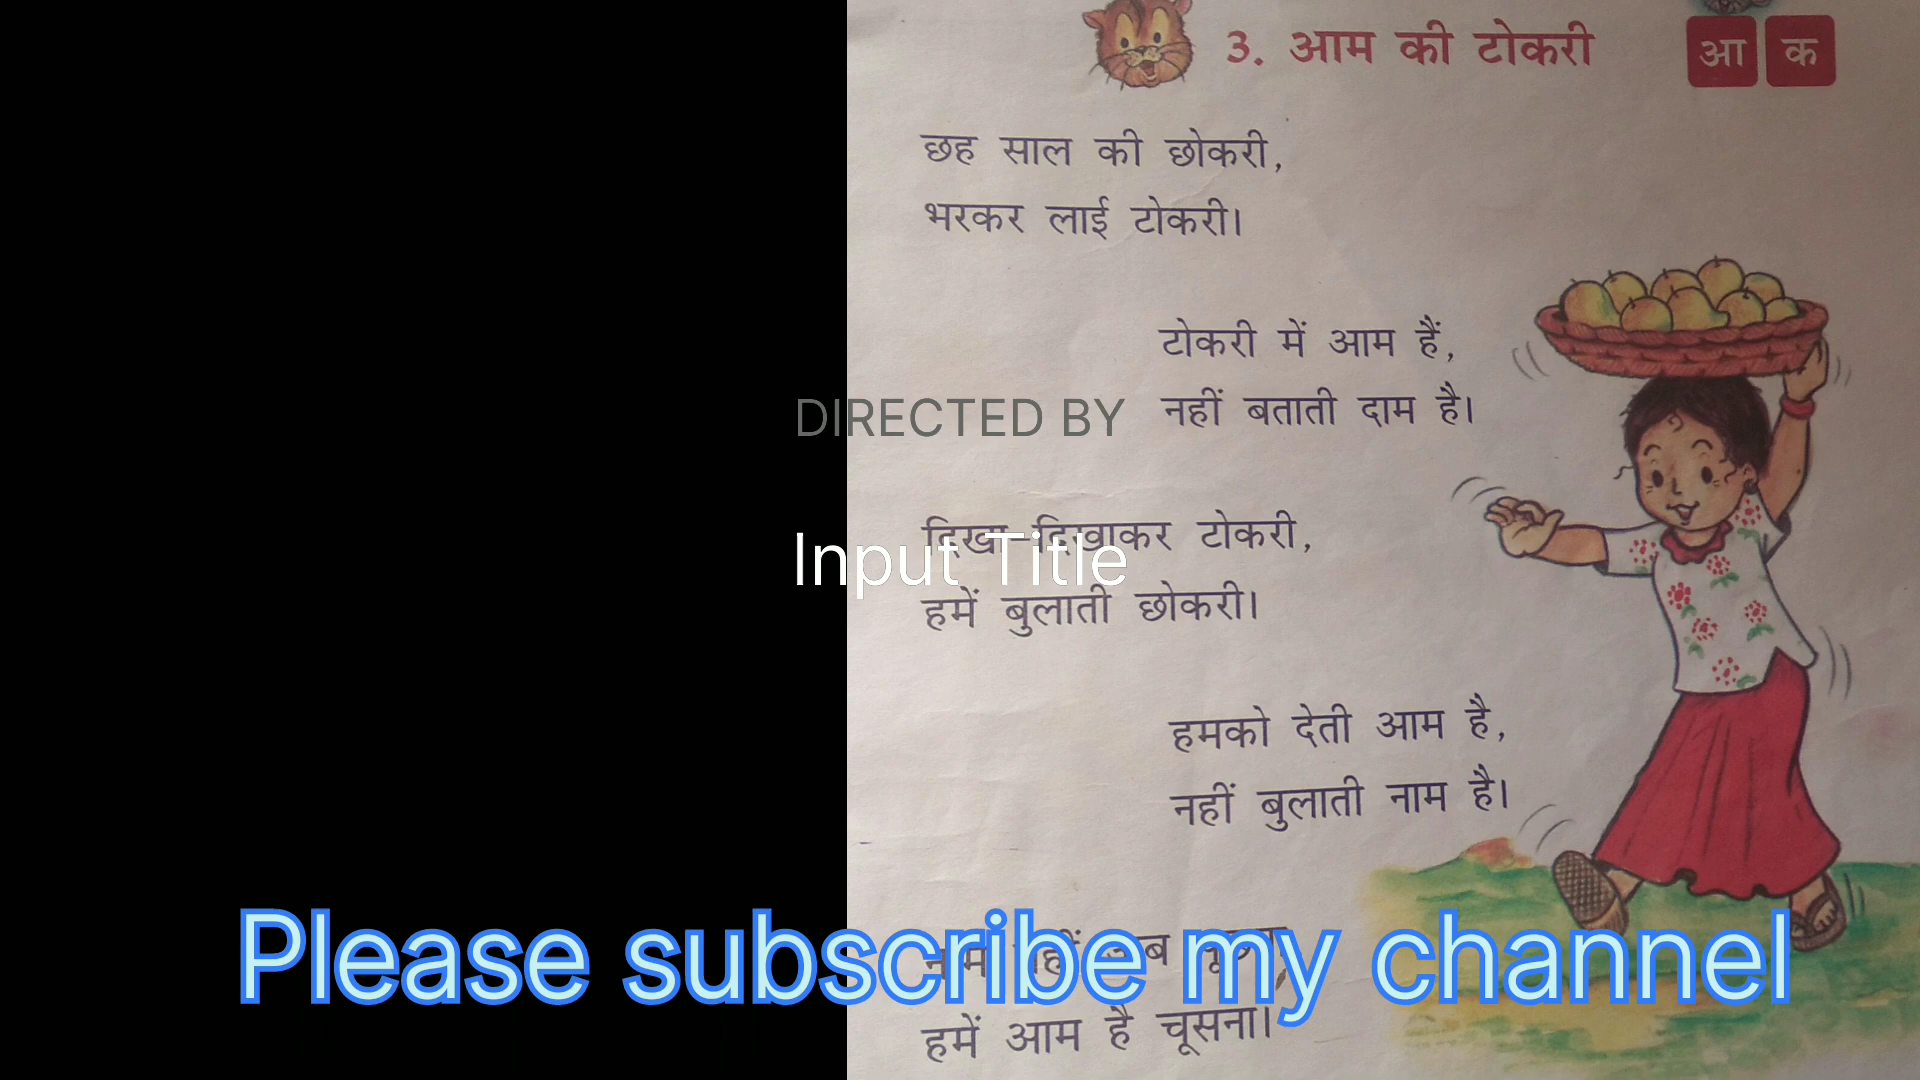 3. आम की टोकरी
आ क
छह साल की छोकरी,
भरकर लाई टोकरी।
टोकरी में आम हैं,
नहीं बताती दाम है।
DIRECTED BY
दिखा-दिखाकर टोकरी,
Input Title
हमें बुलाती छोकरी।
हमको देती आम है,
नहीं बुलाती नाम है।
Please subscribe my channel
हमें आम है चूसना।